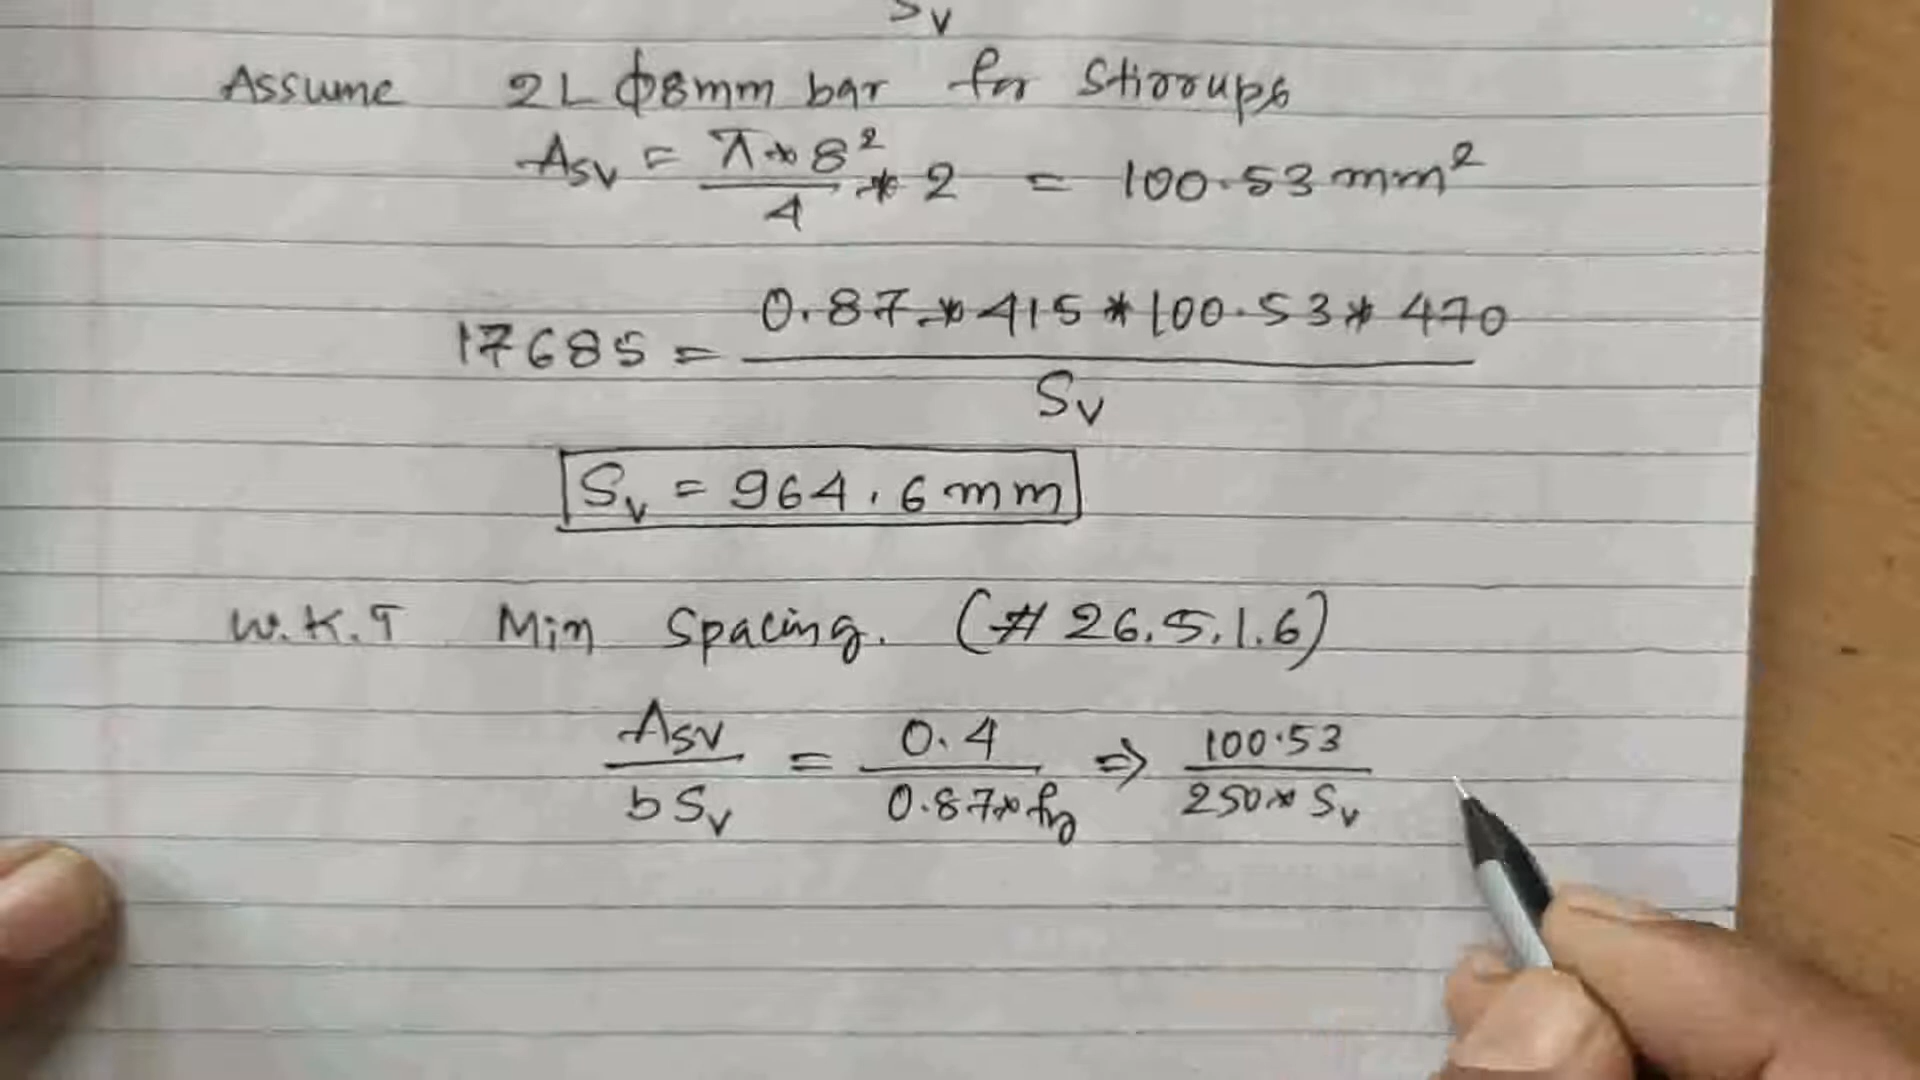 Sv
Assume 2L ϕ8mm bar for Stirrups
Asv = π*8²/4 * 2 = 100.53 mm²
17685 = 0.87*415*100.53*470 / Sv
Sv = 964.6 mm
W.K.T Min Spacing. (# 26.5.1.6)
Asv/bSv = 0.4/0.87*fy ⇒ 100.53/250*Sv